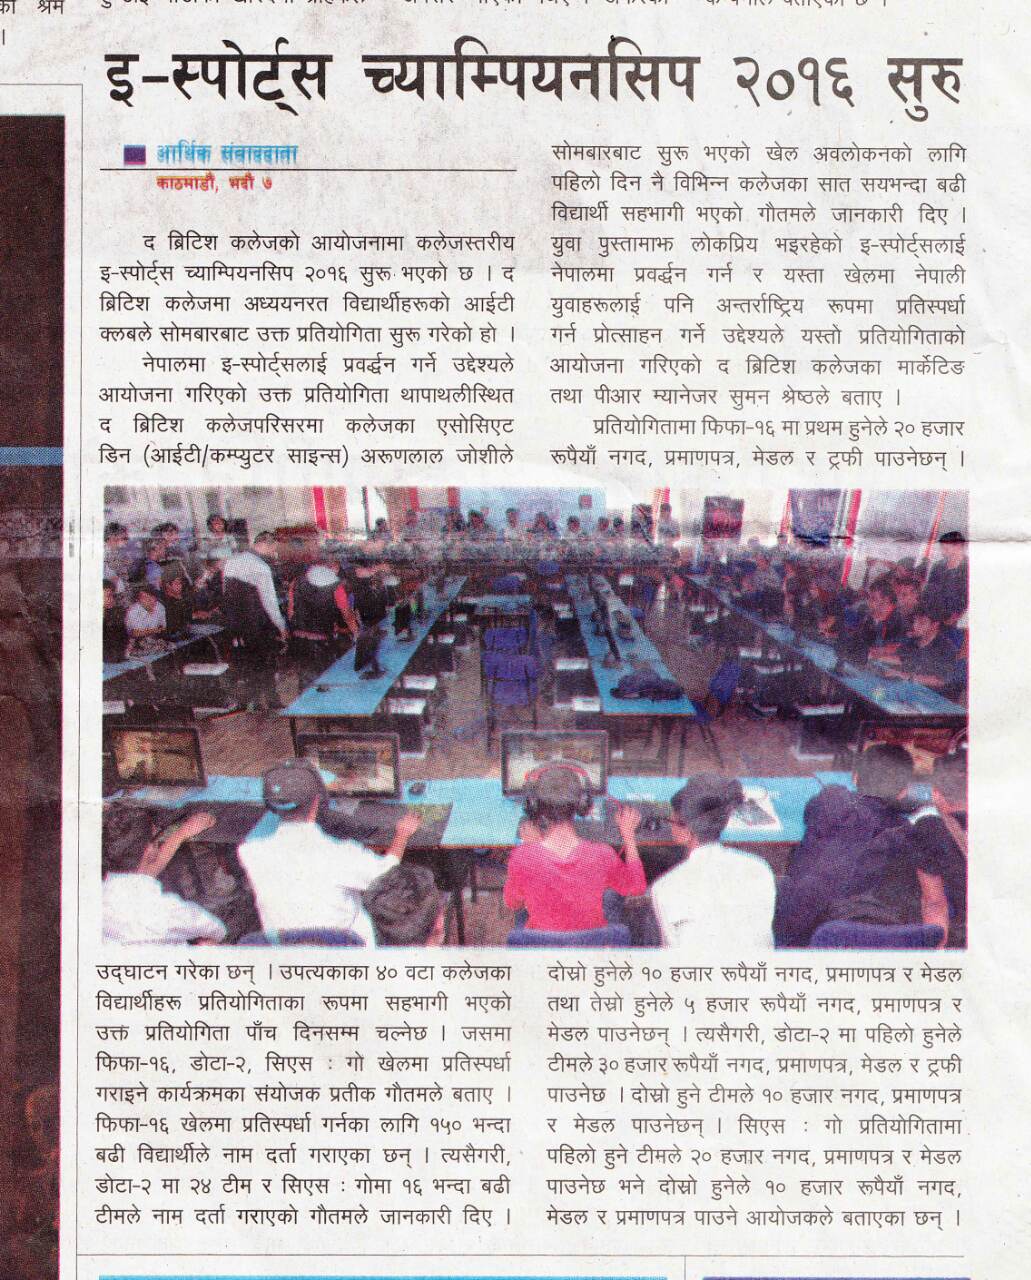 इ-स्पोर्ट्स च्याम्पियनसिप २०१६ सुरु
आर्थिक संवाददाता
काठमाडौं, भदौ ७
द ब्रिटिश कलेजको आयोजनामा कलेजस्तरीय
इ-स्पोर्ट्स च्याम्पियनसिप २०१६ सुरू भएको छ । द
ब्रिटिश कलेजमा अध्ययनरत विद्यार्थीहरूको आईटी
क्लबले सोमबारबाट उक्त प्रतियोगिता सुरू गरेको हो ।
नेपालमा इ-स्पोर्ट्सलाई प्रवर्द्धन गर्ने उद्देश्यले
आयोजना गरिएको उक्त प्रतियोगिता थापाथलीस्थित
द ब्रिटिश कलेजपरिसरमा कलेजका एसोसिएट
डिन (आईटी/कम्प्युटर साइन्स) अरूणलाल जोशीले
उद्घाटन गरेका छन् । उपत्यकाका ४० वटा कलेजका
विद्यार्थीहरू प्रतियोगिताका रूपमा सहभागी भएको
उक्त प्रतियोगिता पाँच दिनसम्म चल्नेछ । जसमा
फिफा-१६, डोटा-२, सिएस : गो खेलमा प्रतिस्पर्धा
गराइने कार्यक्रमका संयोजक प्रतीक गौतमले बताए ।
फिफा-१६ खेलमा प्रतिस्पर्धा गर्नका लागि १५० भन्दा
बढी विद्यार्थीले नाम दर्ता गराएका छन् । त्यसैगरी,
डोटा-२ मा २४ टीम र सिएस : गोमा १६ भन्दा बढी
टीमले नाम दर्ता गराएको गौतमले जानकारी दिए ।
सोमबारबाट सुरू भएको खेल अवलोकनको लागि
पहिलो दिन नै विभिन्न कलेजका सात सयभन्दा बढी
विद्यार्थी सहभागी भएको गौतमले जानकारी दिए ।
युवा पुस्तामाझ लोकप्रिय भइरहेको इ-स्पोर्ट्सलाई
नेपालमा प्रवर्द्धन गर्न र यस्ता खेलमा नेपाली
युवाहरूलाई पनि अन्तर्राष्ट्रिय रूपमा प्रतिस्पर्धा
गर्न प्रोत्साहन गर्ने उद्देश्यले यस्तो प्रतियोगिताको
आयोजना गरिएको द ब्रिटिश कलेजका मार्केटिङ
तथा पीआर म्यानेजर सुमन श्रेष्ठले बताए ।
प्रतियोगितामा फिफा-१६ मा प्रथम हुनेले २० हजार
रूपैयाँ नगद, प्रमाणपत्र, मेडल र ट्रफी पाउनेछन् ।
दोस्रो हुनेले १० हजार रूपैयाँ नगद, प्रमाणपत्र र मेडल
तथा तेस्रो हुनेले ५ हजार रूपैयाँ नगद, प्रमाणपत्र र
मेडल पाउनेछन् । त्यसैगरी, डोटा-२ मा पहिलो हुनेले
टीमले ३० हजार रूपैयाँ नगद, प्रमाणपत्र, मेडल र ट्रफी
पाउनेछ । दोस्रो हुने टीमले १० हजार नगद, प्रमाणपत्र
र मेडल पाउनेछन् । सिएस : गो प्रतियोगितामा
पहिलो हुने टीमले २० हजार नगद, प्रमाणपत्र र मेडल
पाउनेछ भने दोस्रो हुनेले १० हजार रूपैयाँ नगद,
मेडल र प्रमाणपत्र पाउने आयोजकले बताएका छन् ।